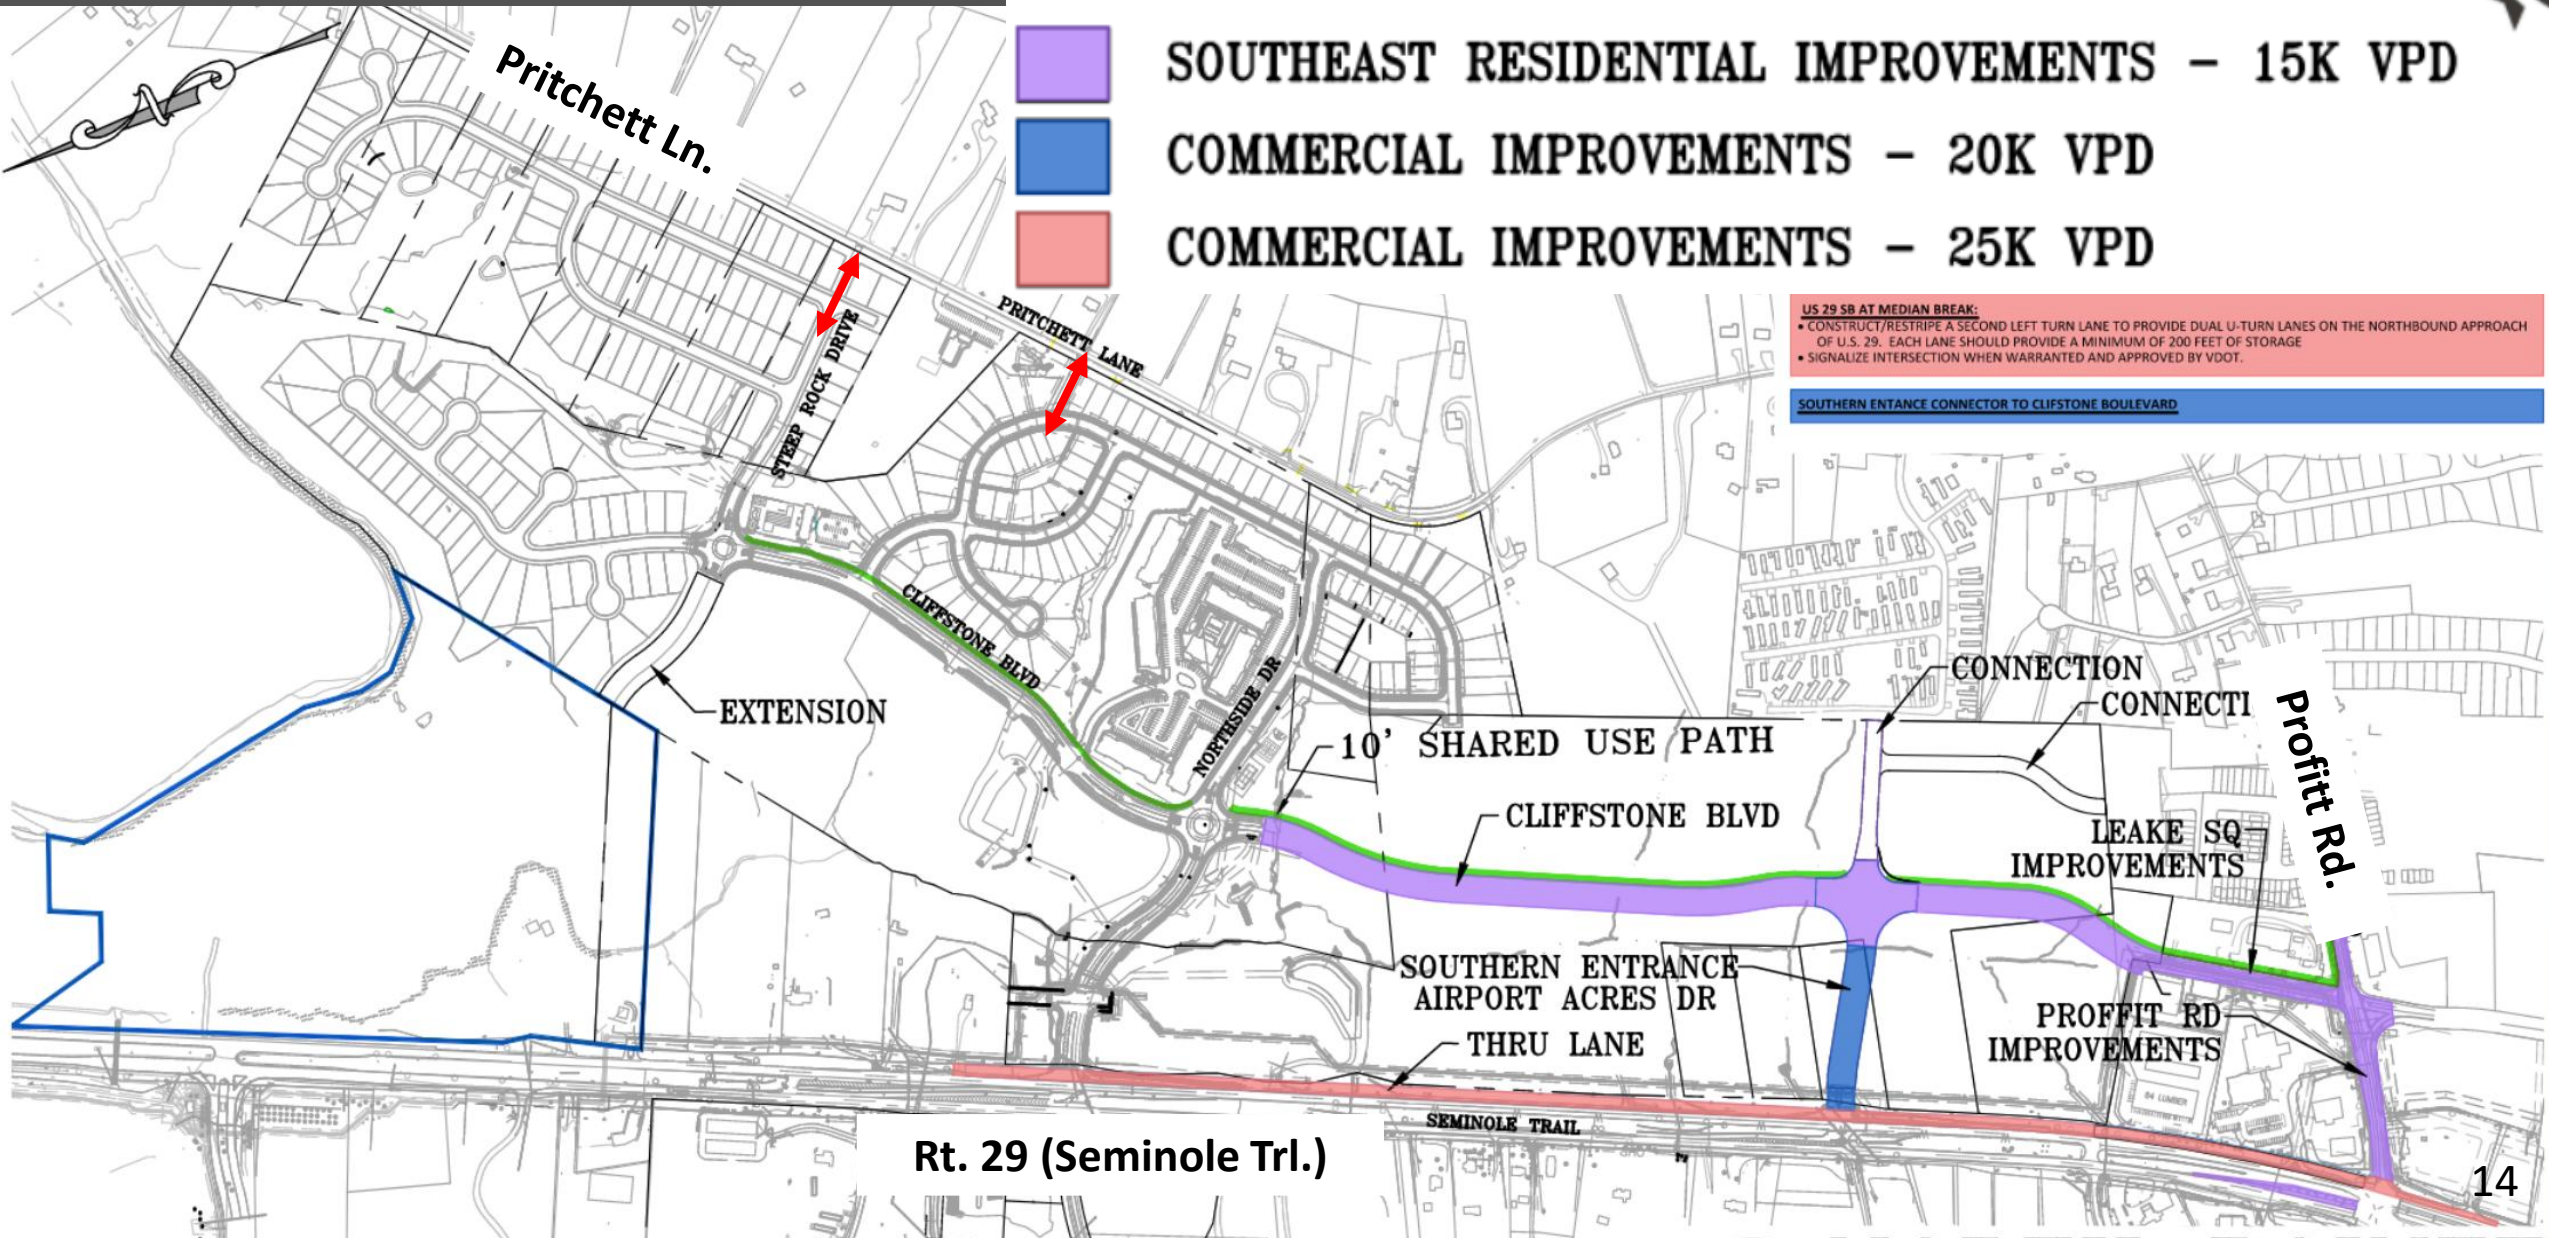 SOUTHEAST RESIDENTIAL IMPROVEMENTS – 15K VPD
COMMERCIAL IMPROVEMENTS – 20K VPD
COMMERCIAL IMPROVEMENTS – 25K VPD
Pritchett Ln.
N
PRITCHETT LANE
STEEP ROCK DRIVE
US 29 SB AT MEDIAN BREAK:
• CONSTRUCT/RESTRIPE A SECOND LEFT TURN LANE TO PROVIDE DUAL U-TURN LANES ON THE NORTHBOUND APPROACH
OF U.S. 29. EACH LANE SHOULD PROVIDE A MINIMUM OF 200 FEET OF STORAGE
• SIGNALIZE INTERSECTION WHEN WARRANTED AND APPROVED BY VDOT.
SOUTHERN ENTANCE CONNECTOR TO CLIFSTONE BOULEVARD
CLIFFSTONE BLVD
NORTHSIDE DR
EXTENSION
CONNECTION
CONNECTI
Profitt Rd.
10' SHARED USE PATH
CLIFFSTONE BLVD
LEAKE SQ
IMPROVEMENTS
SOUTHERN ENTRANCE
AIRPORT ACRES DR
THRU LANE
PROFFIT RD
IMPROVEMENTS
84 LUMBER
SEMINOLE TRAIL
Rt. 29 (Seminole Trl.)
14